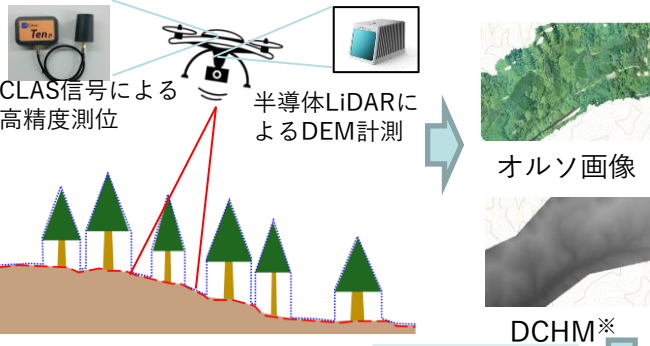 Ten
CLAS信号による
高精度測位
半導体LiDARに
よるDEM計測
オルソ画像
DCHM※